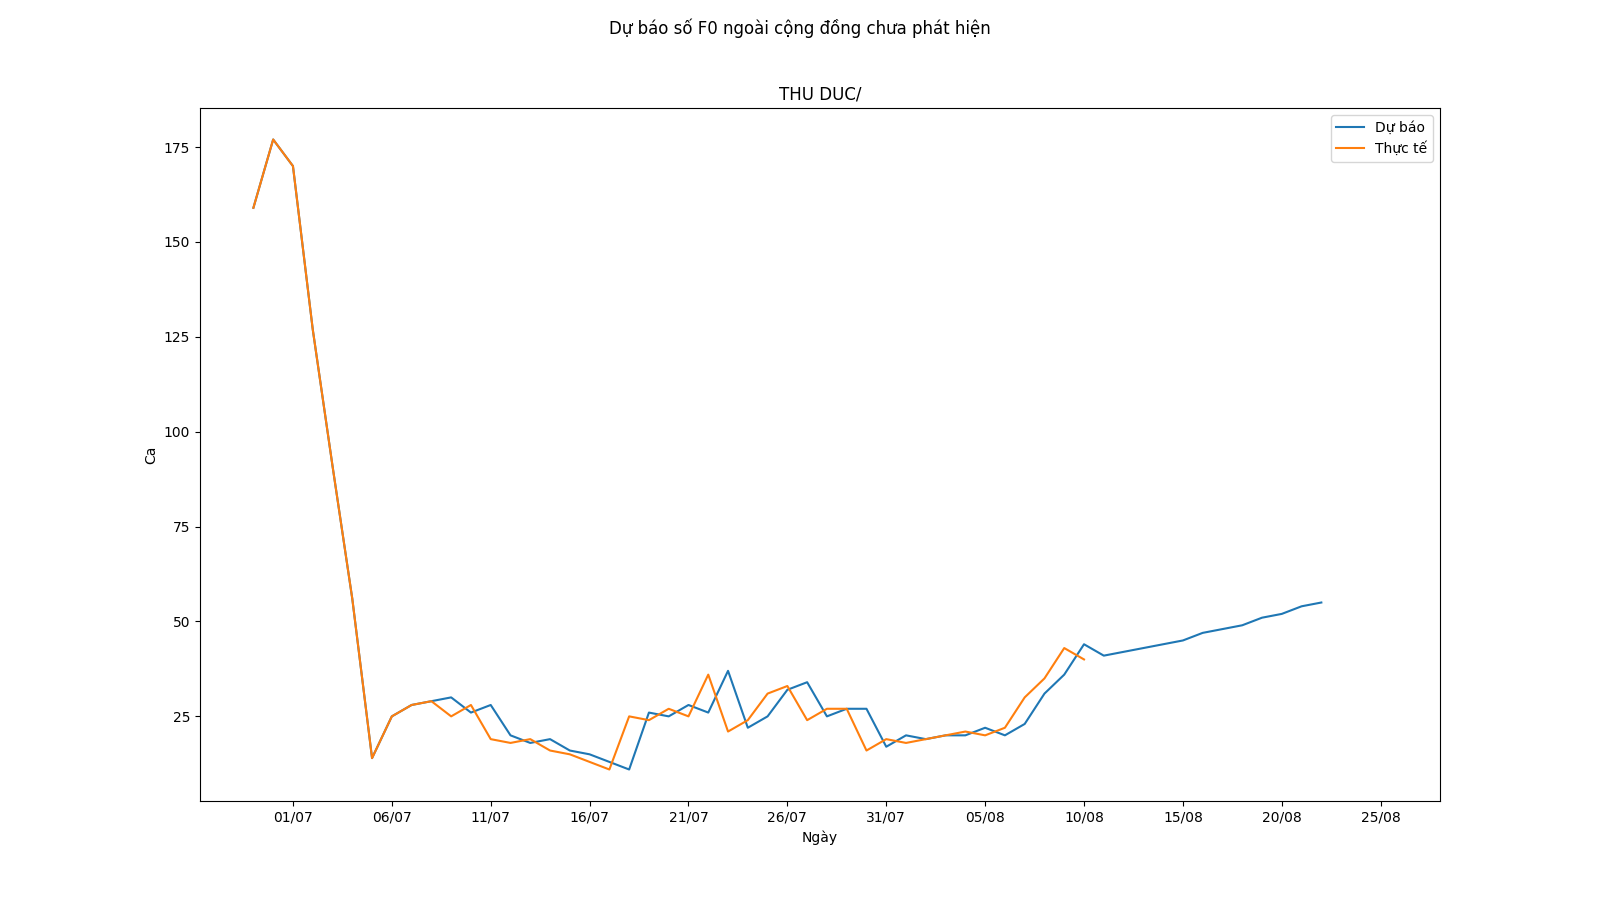 Dự báo số F0 ngoài cộng đồng chưa phát hiện
THU DUC/
Dự báo
Thực tế
175
150
125
100
75
50
25
Ca
01/07 06/07 11/07 16/07 21/07 26/07 31/07 05/08 10/08 15/08 20/08 25/08
Ngày